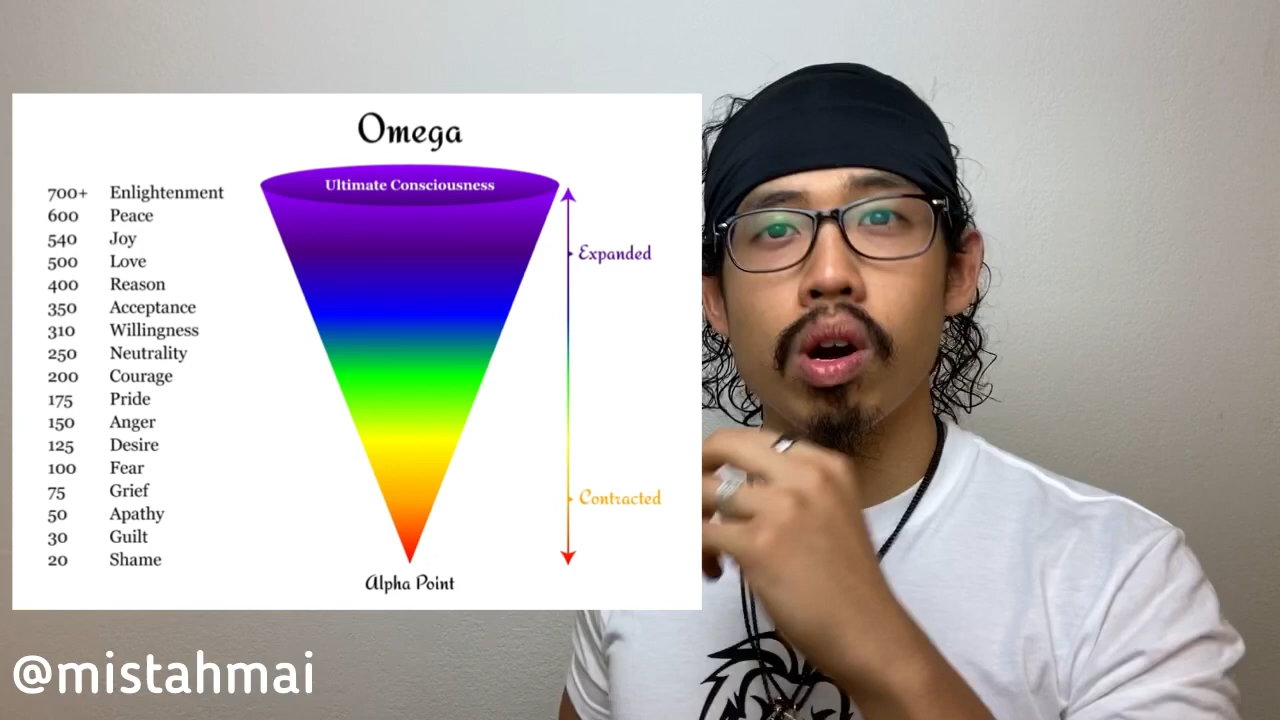 Omega
Ultimate Consciousness
700+ Enlightenment
600 Peace
540 Joy
500 Love
400 Reason
350 Acceptance
310 Willingness
250 Neutrality
200 Courage
175 Pride
150 Anger
125 Desire
100 Fear
75 Grief
50 Apathy
30 Guilt
20 Shame
Expanded
Contracted
Alpha Point
@mistahmai